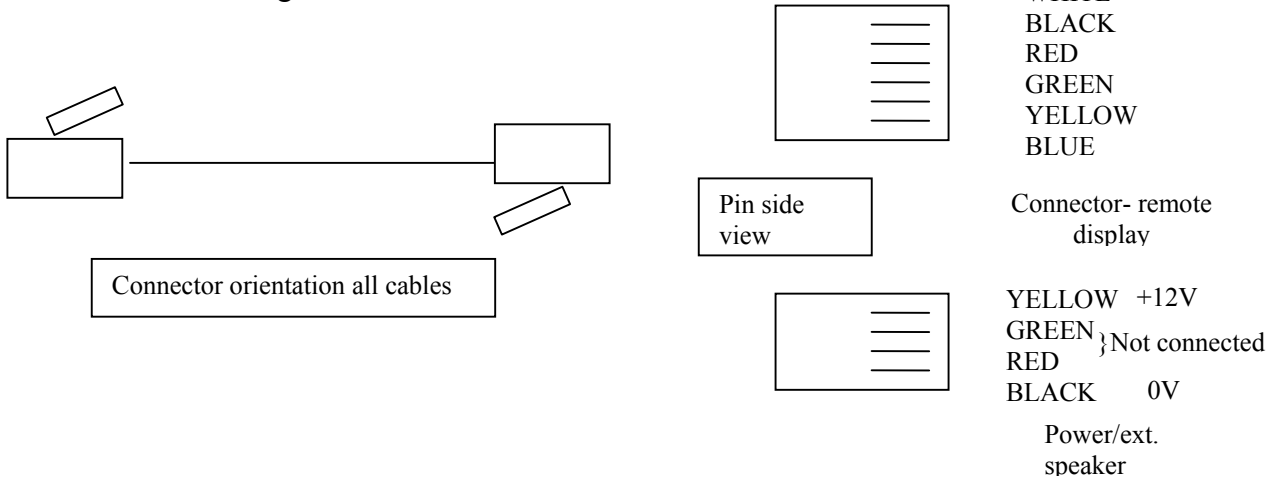 BLACK
RED
GREEN
YELLOW
BLUE
Pin side
view
Connector- remote
display
Connector orientation all cables
YELLOW +12V
GREEN }Not connected
RED
BLACK 0V
Power/ext.
speaker